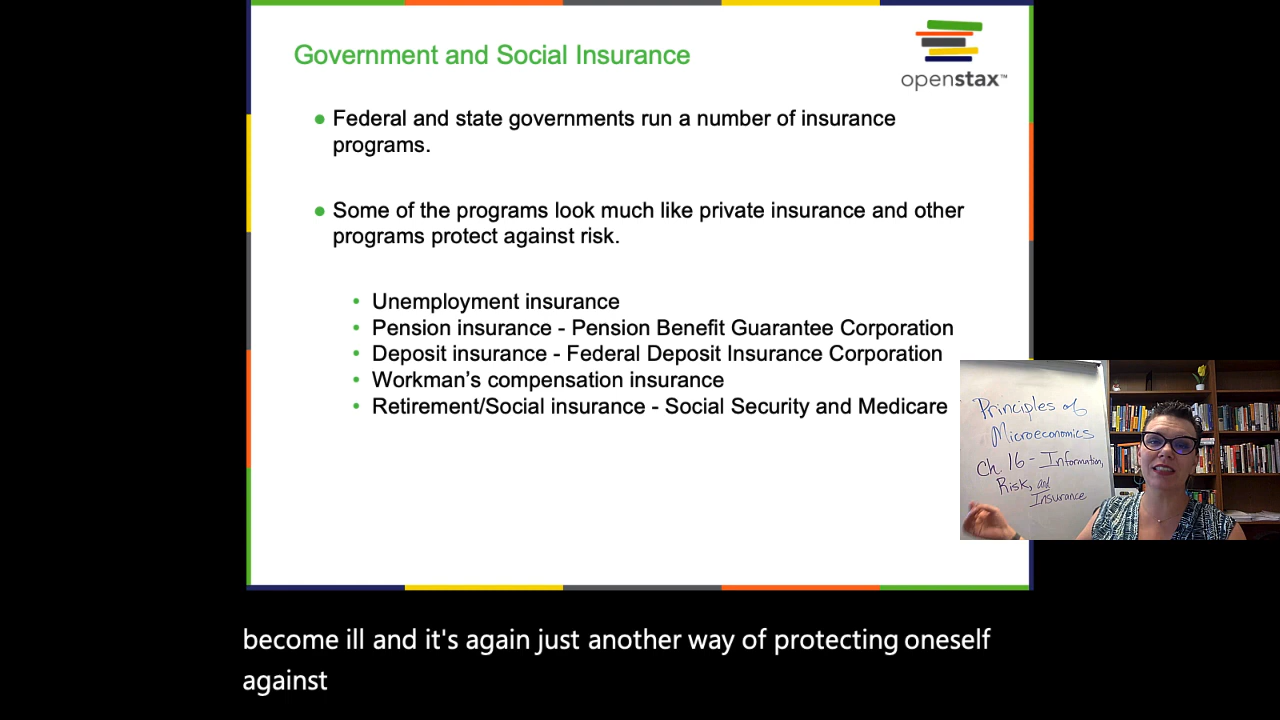 Government and Social Insurance
openstax™
● Federal and state governments run a number of insurance
programs.
● Some of the programs look much like private insurance and other
programs protect against risk.
• Unemployment insurance
• Pension insurance - Pension Benefit Guarantee Corporation
• Deposit insurance - Federal Deposit Insurance Corporation
• Workman’s compensation insurance
• Retirement/Social insurance - Social Security and Medicare
Principles of
Microeconomics
Ch. 16 - Information,
Risk, and
Insurance
become ill and it's again just another way of protecting oneself
against